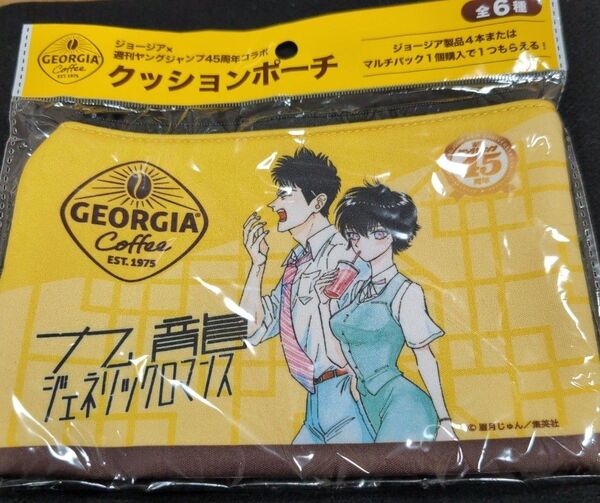 GEORGIA
Coffee
EST. 1975
ジョージア×
週刊ヤングジャンプ45周年コラボ
クッションポーチ
全6種
ジョージア製品4本または
マルチパック1個購入で1つもらえる!
GEORGIA®
Coffee
EST. 1975
45
九龍
ジェネリックロマンス
© 眉月じゅん/集英社